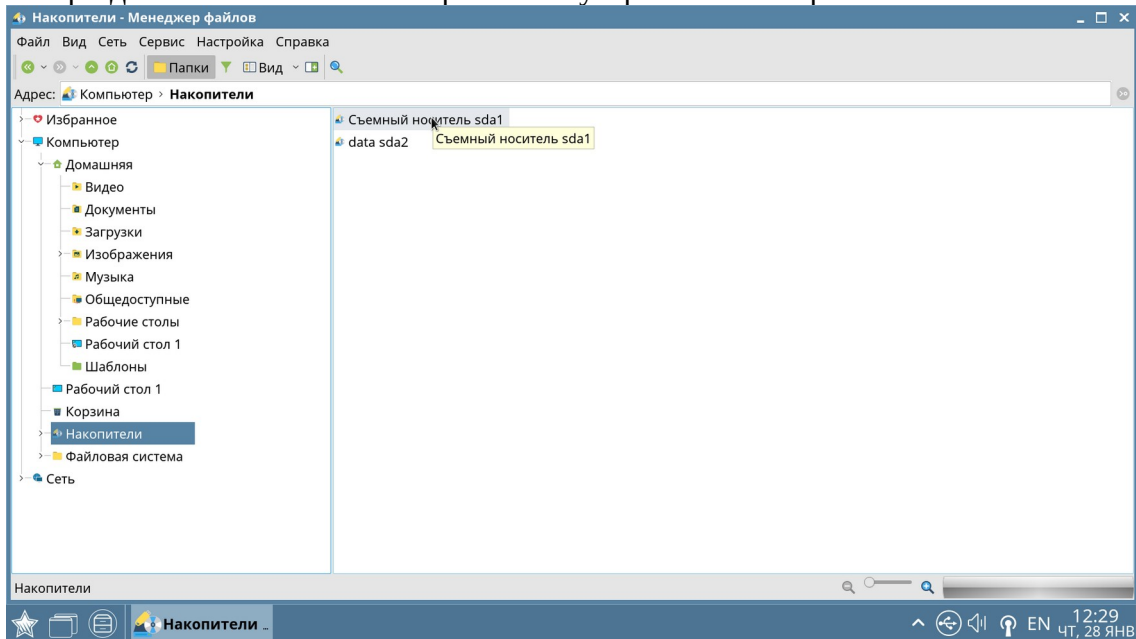 Накопители - Менеджер файлов
Файл Вид Сеть Сервис Настройка Справка
Папки Вид
Адрес: Компьютер > Накопители
Избранное
Компьютер
Домашняя
Видео
Документы
Загрузки
Изображения
Музыка
Общедоступные
Рабочие столы
Рабочий стол 1
Шаблоны
Рабочий стол 1
Корзина
Накопители
Файловая система
Сеть
Съемный носитель sda1
Съемный носитель sda1
data sda2
Накопители
Накопители _
EN
12:29
ЧТ, 28 ЯНВ